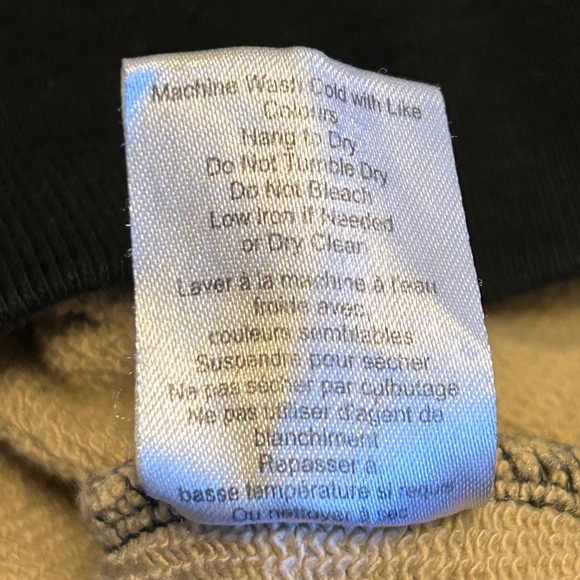 Machine Wash Cold with Like
Colours
Hang to Dry
Do Not Tumble Dry
Do Not Bleach
Low Iron If Needed
or Dry Clean
Laver à la machine à l'eau
froide avec
couleurs semblables
Suspendre pour sécher
Ne pas sécher par culbutage
Ne pas utiliser d'agent de
blanchiment
Repasser à
basse température si requis
Ou nettoyer à sec